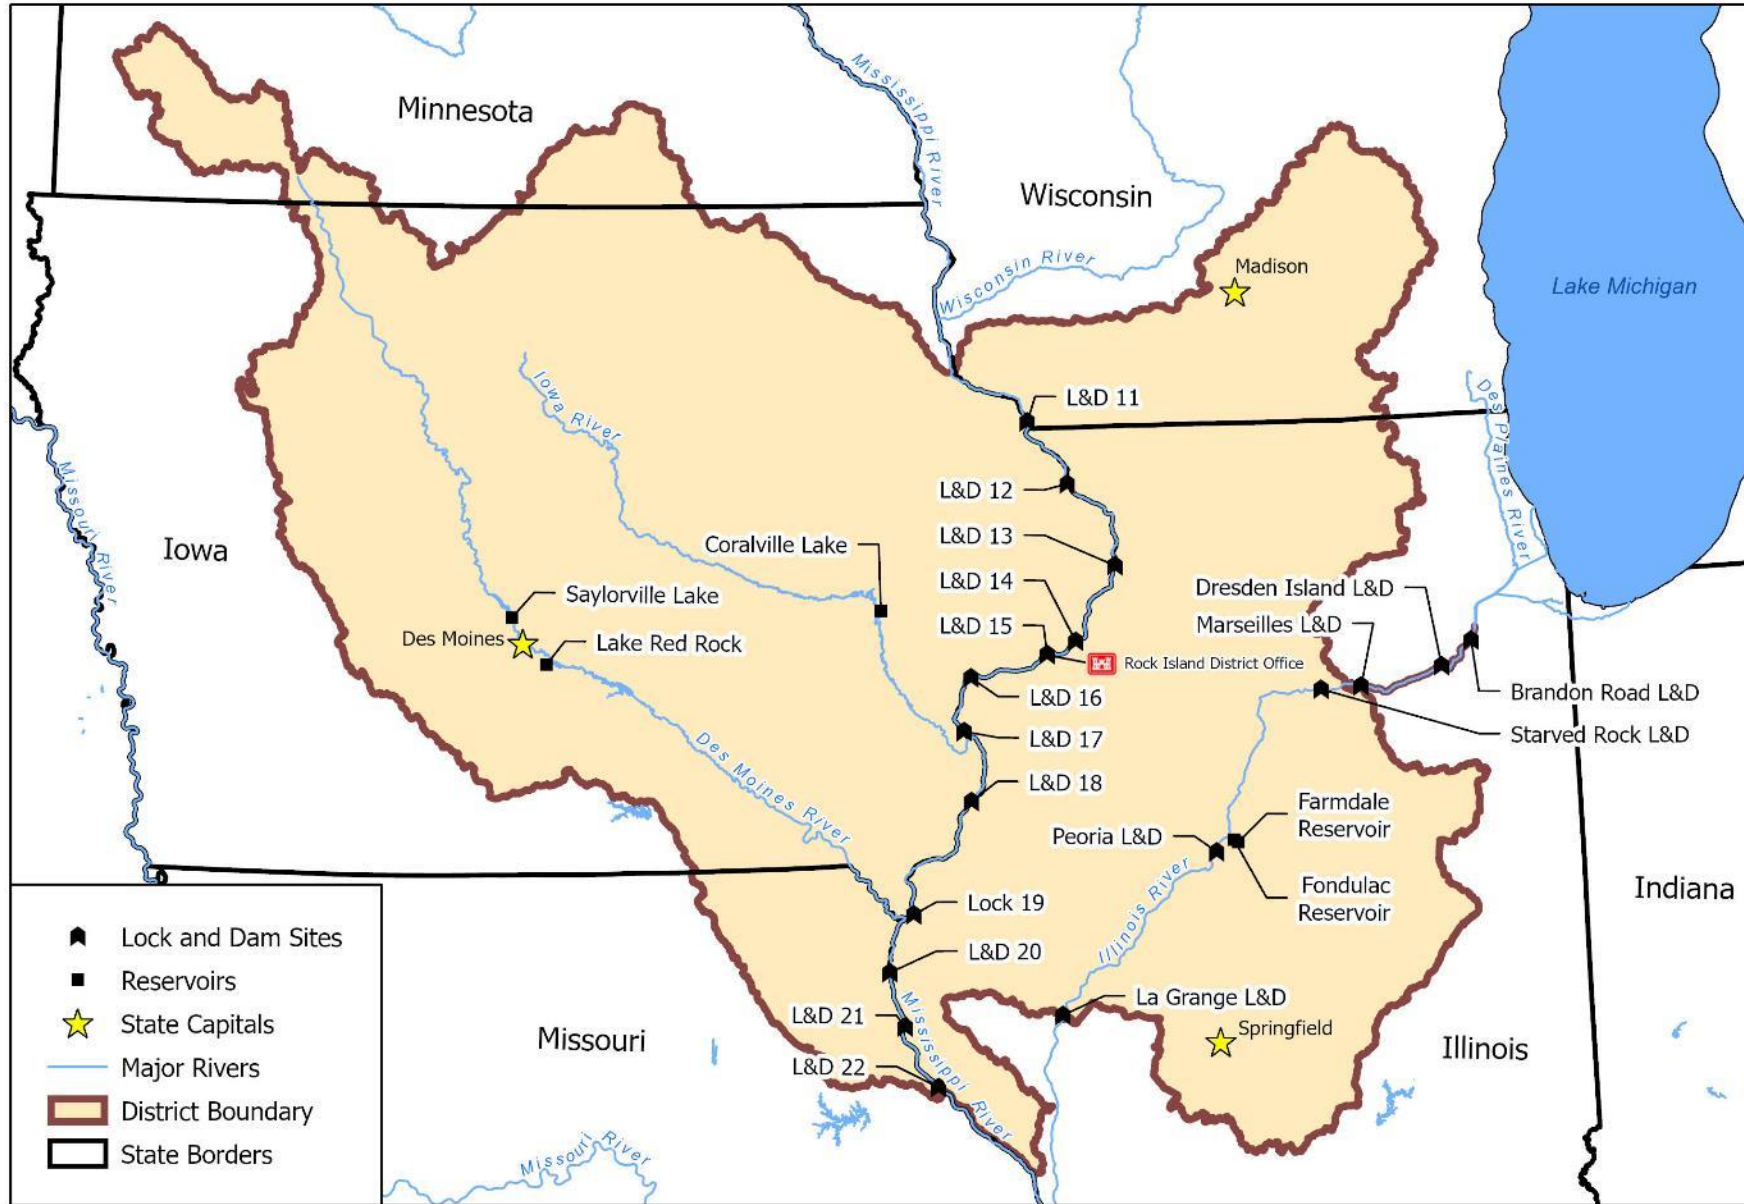 Minnesota
Mississippi River
Wisconsin
Wisconsin River
Madison
Lake Michigan
L&D 11
Iowa River
Des Plaines River
Missouri River
L&D 12
Iowa
Coralville Lake
L&D 13
L&D 14
Dresden Island L&D
Saylorville Lake
Marseilles L&D
Des Moines
Lake Red Rock
L&D 15
Rock Island District Office
L&D 16
Brandon Road L&D
Starved Rock L&D
L&D 17
Des Moines River
L&D 18
Farmdale
Reservoir
Peoria L&D
Fondulac
Reservoir
Illinois River
Indiana
Lock 19
L&D 20
La Grange L&D
L&D 21
Mississippi River
Springfield
Missouri
Illinois
L&D 22
Missouri River
Lock and Dam Sites
Reservoirs
State Capitals
Major Rivers
District Boundary
State Borders